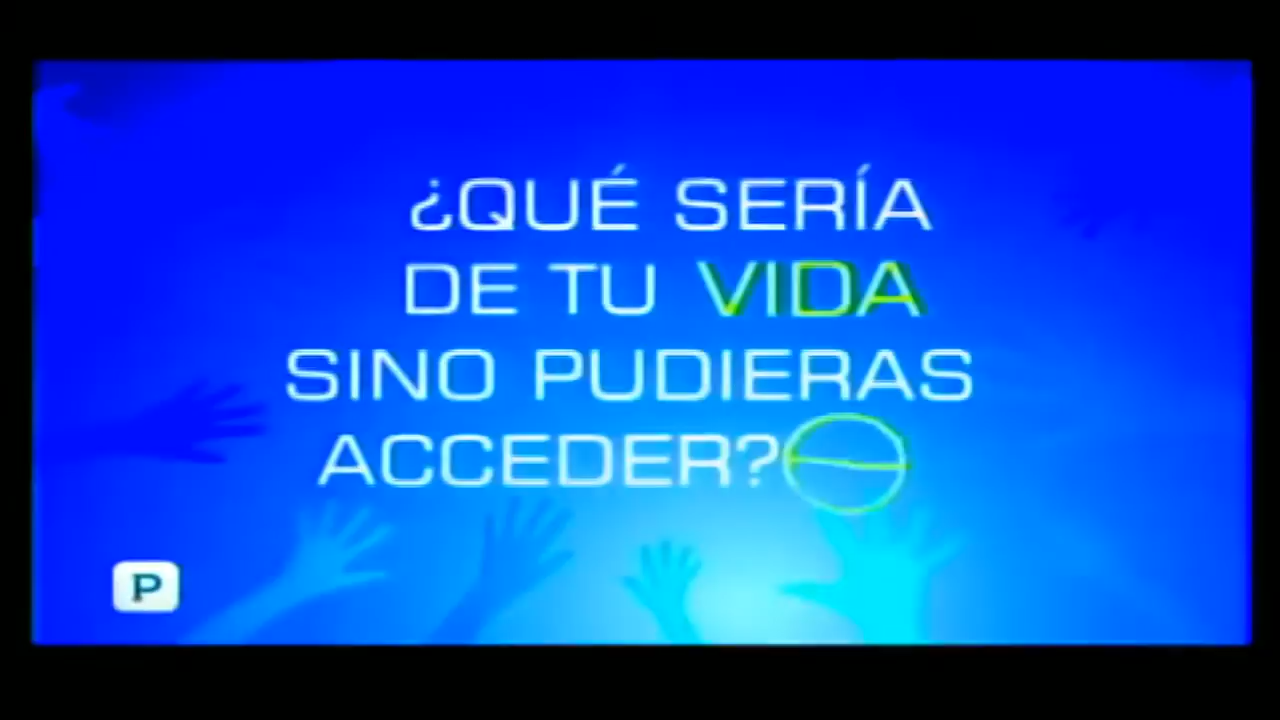 ¿QUÉ SERÍA
DE TU VIDA
SINO PUDIERAS
ACCEDER?
P